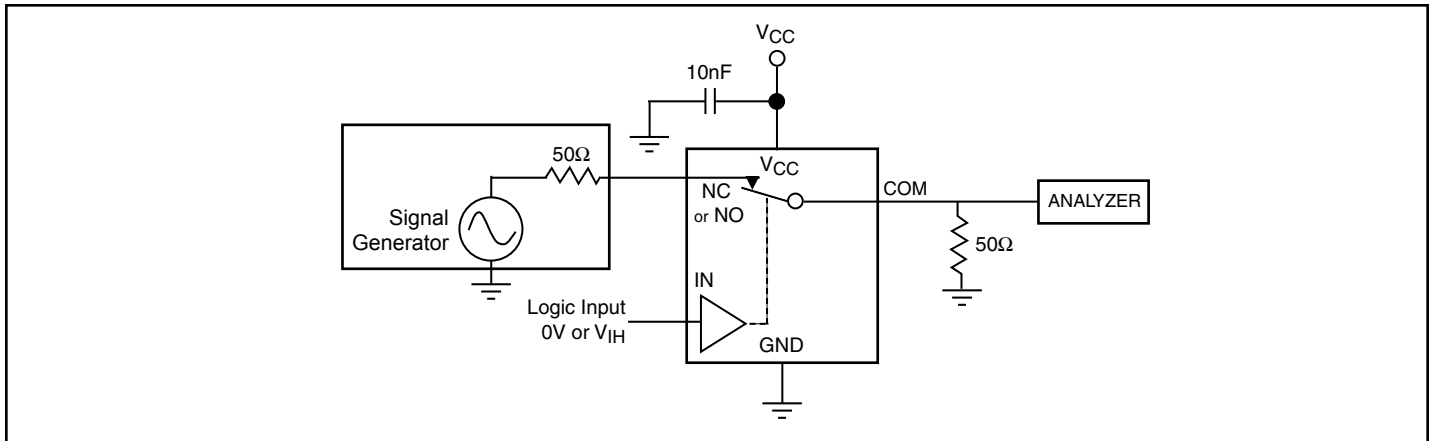 VCC
10nF
50Ω
VCC
NC
or NO
COM
ANALYZER
Signal
Generator
50Ω
IN
Logic Input
0V or VIH
GND